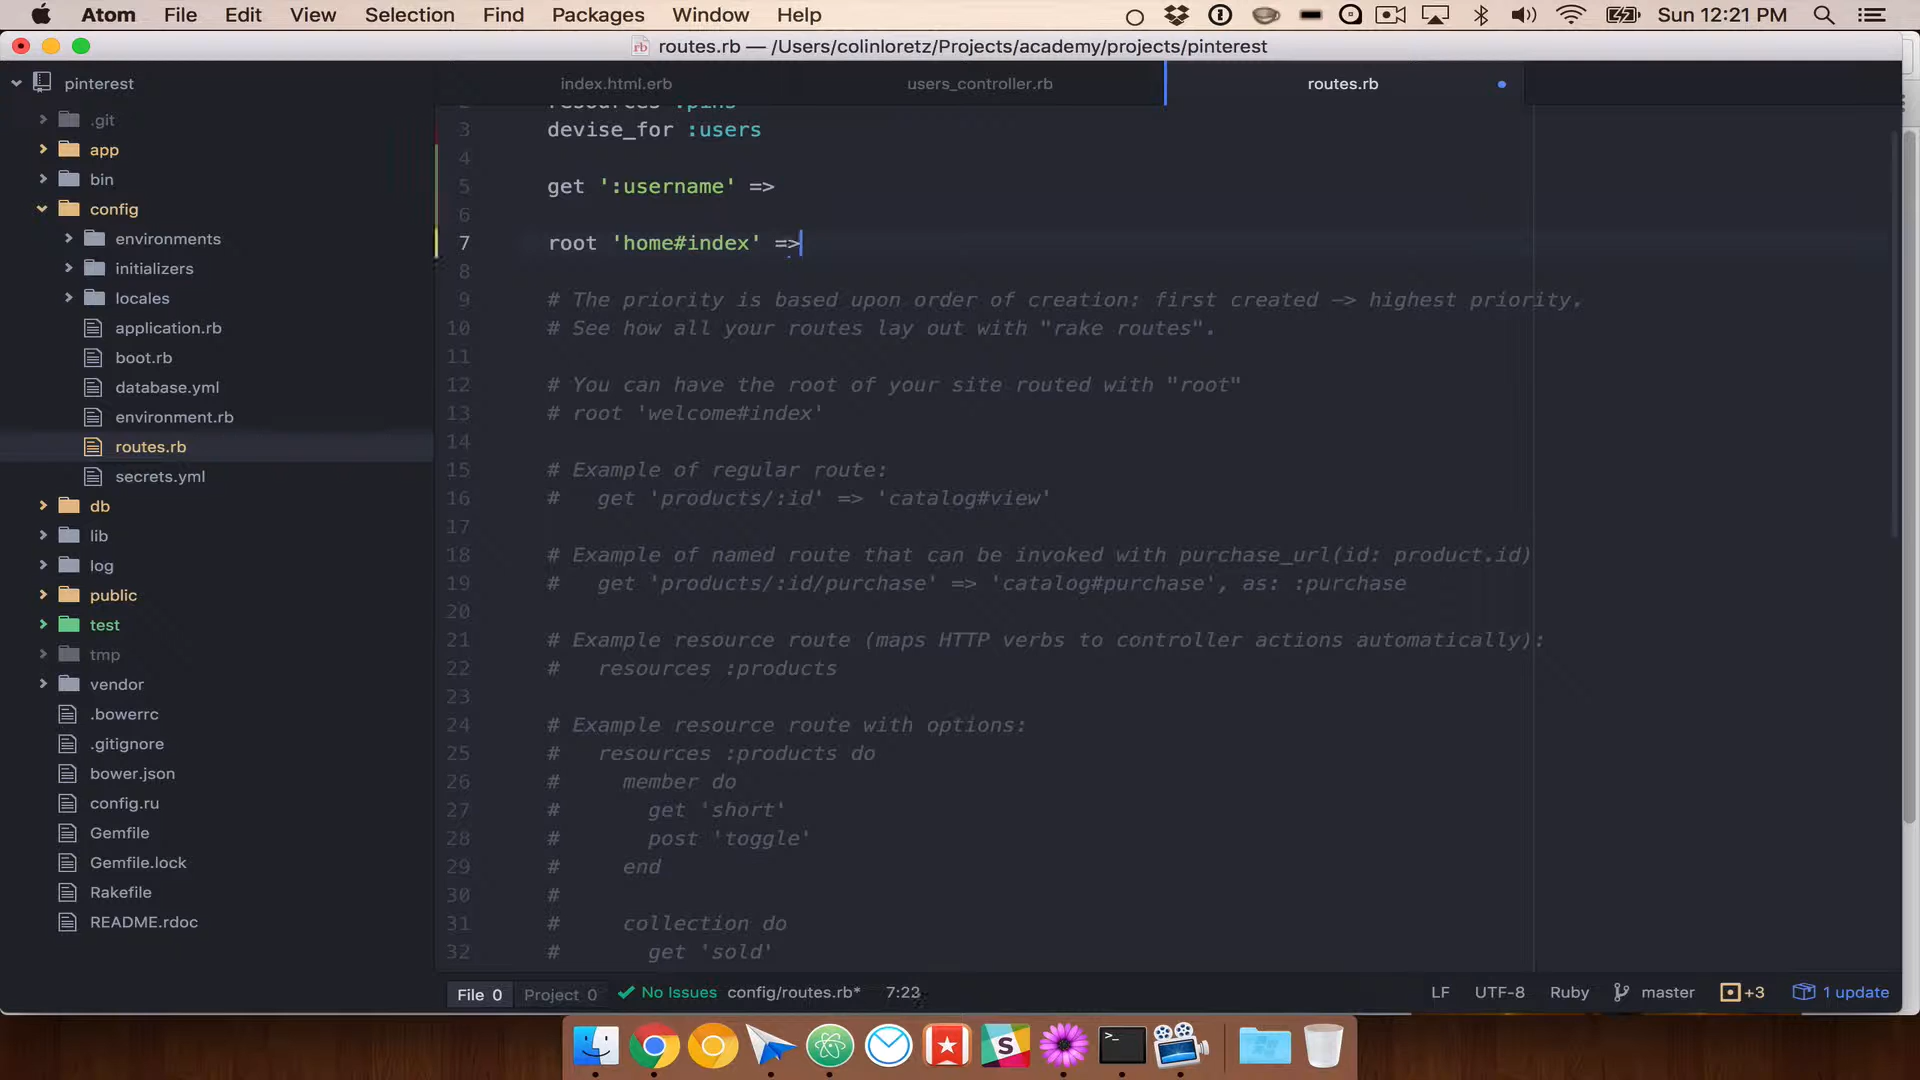 Atom File Edit View Selection Find Packages Window Help Sun 12:21 PM
routes.rb — /Users/colinloretz/Projects/academy/projects/pinterest
pinterest
index.html.erb users_controller.rb routes.rb
.git
app
bin
config
environments
initializers
locales
application.rb
boot.rb
database.yml
environment.rb
routes.rb
secrets.yml
db
lib
log
public
test
tmp
vendor
.bowerrc
.gitignore
bower.json
config.ru
Gemfile
Gemfile.lock
Rakefile
README.rdoc
2 resources :pins
3 devise_for :users
4
5 get ':username' =>
6
7 root 'home#index' =>
8
9 # The priority is based upon order of creation: first created -> highest priority.
10 # See how all your routes lay out with "rake routes".
11
12 # You can have the root of your site routed with "root"
13 # root 'welcome#index'
14
15 # Example of regular route:
16 #   get 'products/:id' => 'catalog#view'
17
18 # Example of named route that can be invoked with purchase_url(id: product.id)
19 #   get 'products/:id/purchase' => 'catalog#purchase', as: :purchase
20
21 # Example resource route (maps HTTP verbs to controller actions automatically):
22 #   resources :products
23
24 # Example resource route with options:
25 #   resources :products do
26 #     member do
27 #       get 'short'
28 #       post 'toggle'
29 #     end
30 #
31 #     collection do
32 #       get 'sold'
File 0 Project 0 No Issues config/routes.rb* 7:23 LF UTF-8 Ruby master +3 1 update